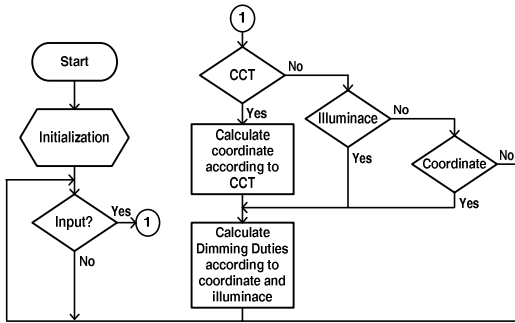 Start
Initialization
Input?
Yes
1
No
1
CCT
No
Yes
Calculate
coordinate
according to
CCT
Illuminace
No
Yes
Coordinate
No
Yes
Calculate
Dimming Duties
according to
coordinate and
illuminace